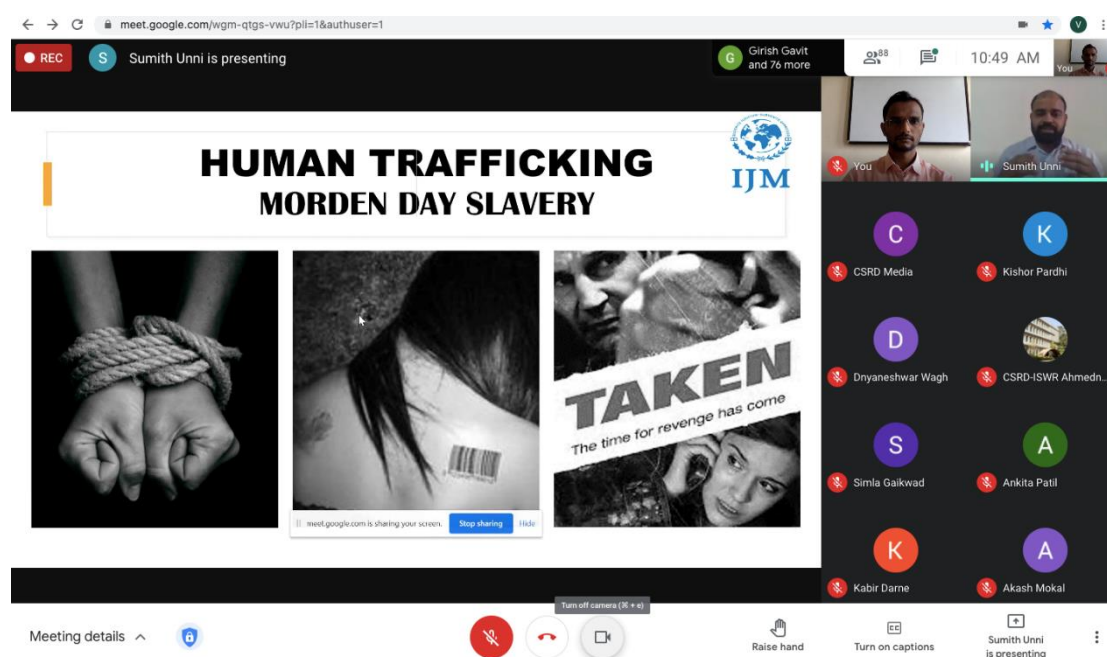 meet.google.com/wgm-qtgs-vwu?pli=1&authuser=1
V
REC
S
Sumith Unni is presenting
G
Girish Gavit
and 76 more
88
10:49 AM
You
HUMAN TRAFFICKING
MORDEN DAY SLAVERY
IJM
TAKEN
The time for revenge has come
meet.google.com is sharing your screen.
Stop sharing
Hide
You
Sumith Unni
C
CSRD Media
K
Kishor Pardhi
D
Dnyaneshwar Wagh
CSRD-ISWR Ahmedn...
S
Simla Gaikwad
A
Ankita Patil
K
Kabir Darne
A
Akash Mokal
Turn off camera (⌘ + e)
Meeting details
Raise hand
CC
Turn on captions
Sumith Unni
is presenting